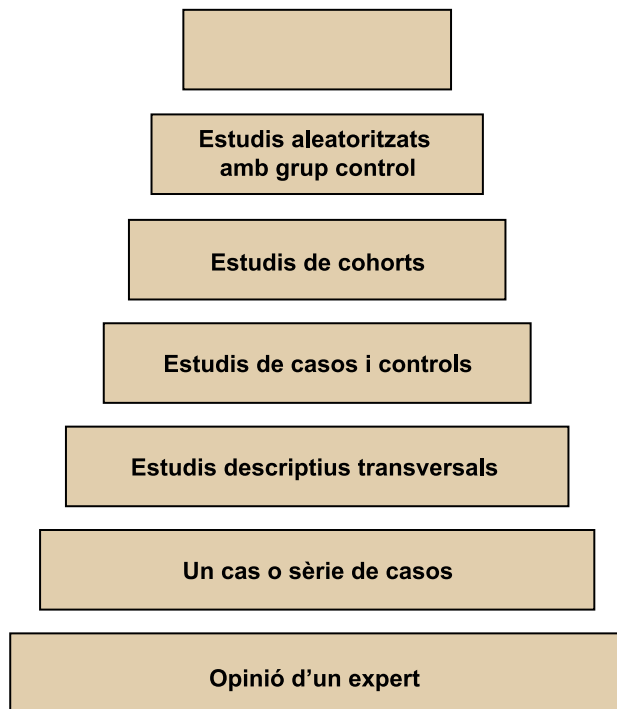 Estudis aleatoritzats
amb grup control
Estudis de cohorts
Estudis de casos i controls
Estudis descriptius transversals
Un cas o sèrie de casos
Opinió d’un expert